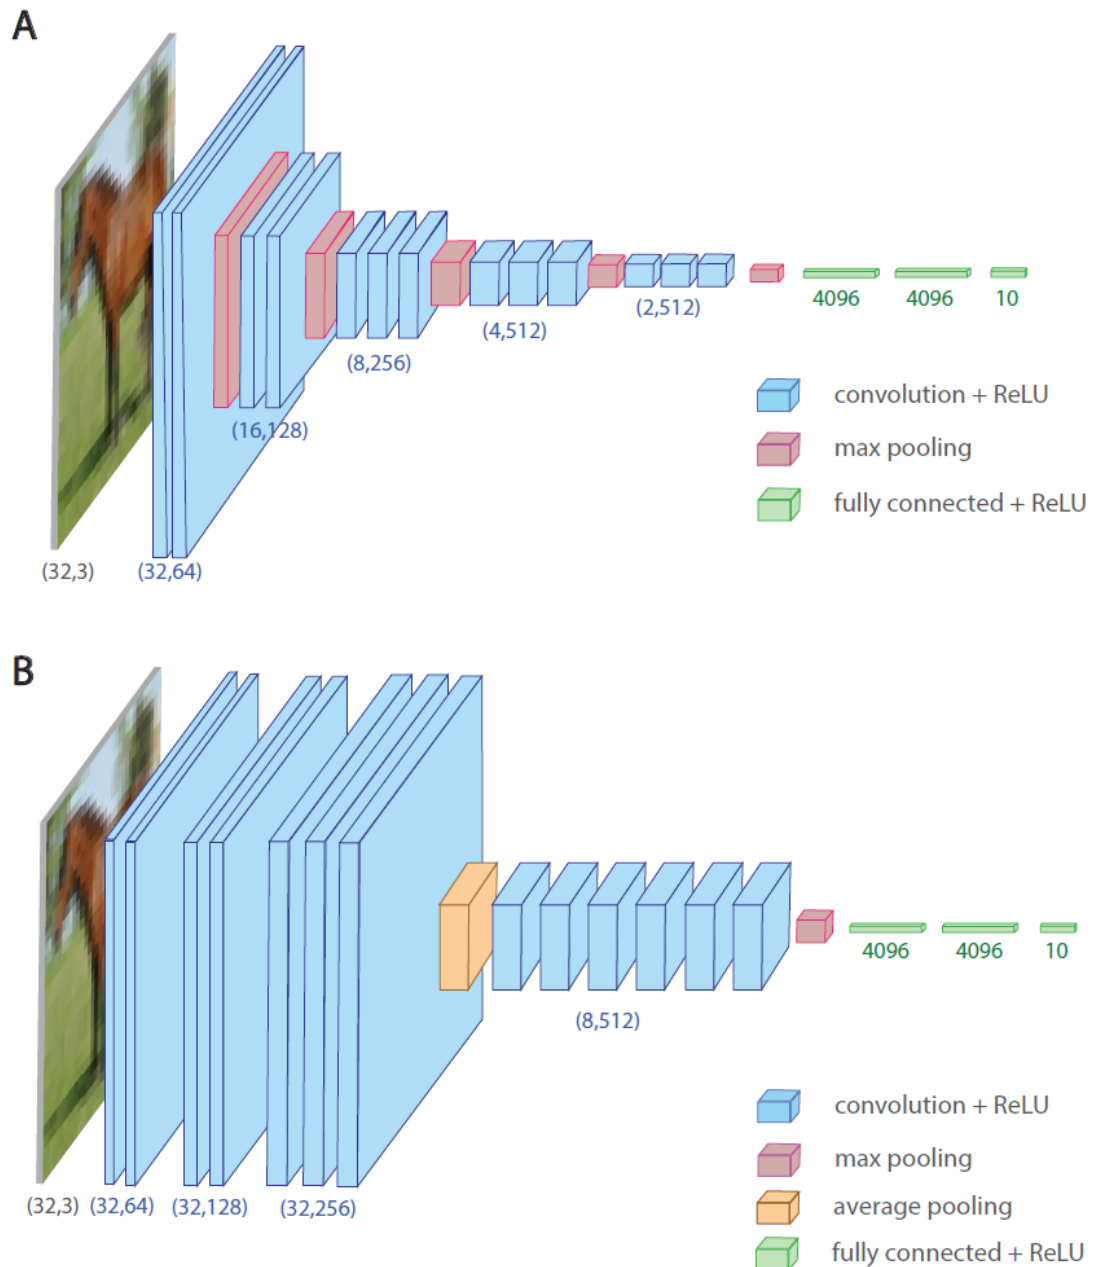 A
4096 4096 10
(2,512)
(4,512)
(8,256)
convolution + ReLU
(16,128)
max pooling
fully connected + ReLU
(32,3) (32,64)
B
4096 4096 10
(8,512)
convolution + ReLU
max pooling
(32,3) (32,64) (32,128) (32,256)
average pooling
fully connected + ReLU